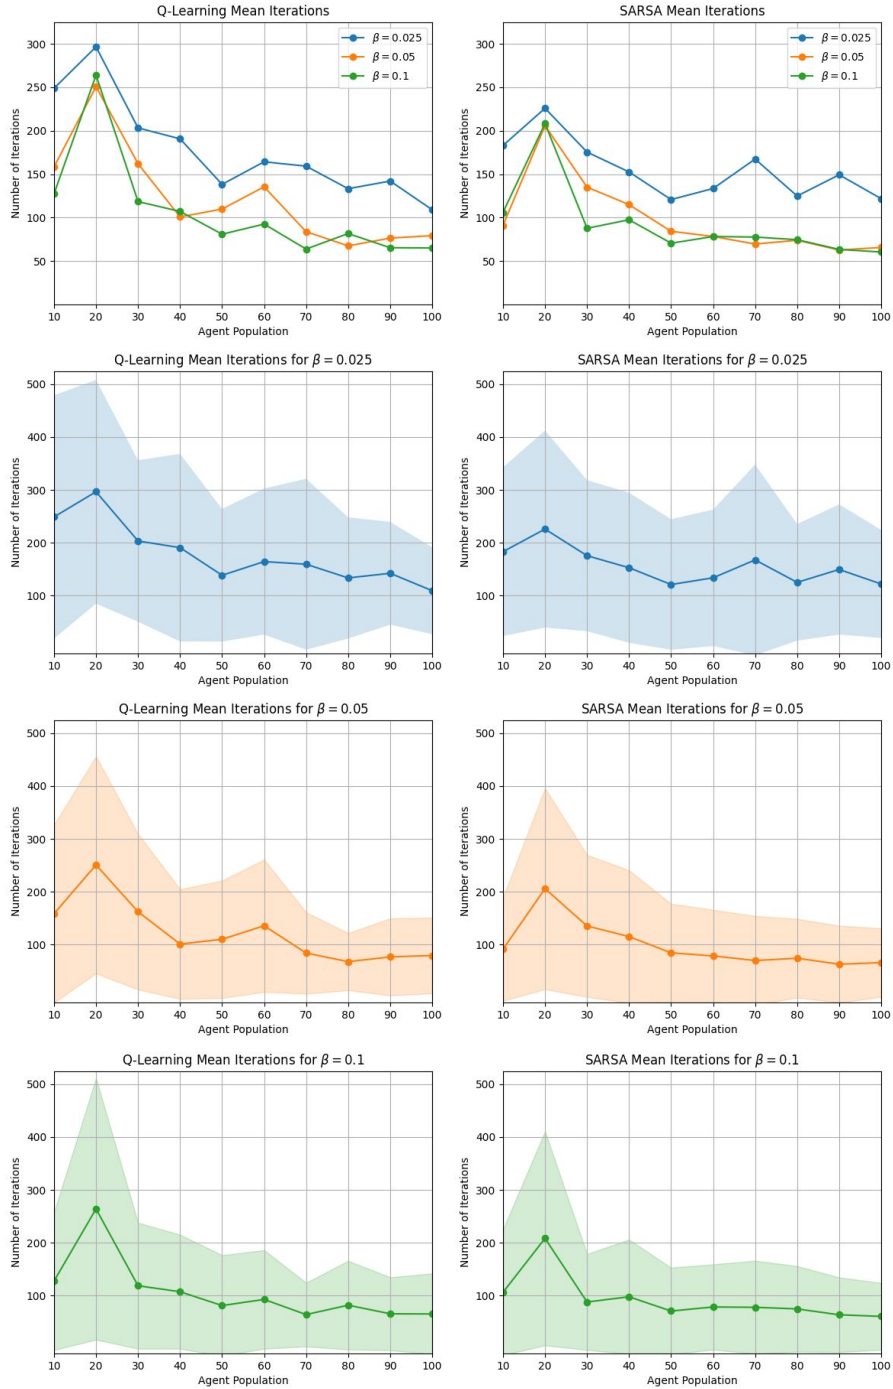 Q-Learning Mean Iterations
Number of Iterations
300
250
200
150
100
50
β = 0.025
β = 0.05
β = 0.1
10 20 30 40 50 60 70 80 90 100
Agent Population
SARSA Mean Iterations
Number of Iterations
300
250
200
150
100
50
β = 0.025
β = 0.05
β = 0.1
10 20 30 40 50 60 70 80 90 100
Agent Population
Q-Learning Mean Iterations for β = 0.025
Number of Iterations
500
400
300
200
100
10 20 30 40 50 60 70 80 90 100
Agent Population
SARSA Mean Iterations for β = 0.025
Number of Iterations
500
400
300
200
100
10 20 30 40 50 60 70 80 90 100
Agent Population
Q-Learning Mean Iterations for β = 0.05
Number of Iterations
500
400
300
200
100
10 20 30 40 50 60 70 80 90 100
Agent Population
SARSA Mean Iterations for β = 0.05
Number of Iterations
500
400
300
200
100
10 20 30 40 50 60 70 80 90 100
Agent Population
Q-Learning Mean Iterations for β = 0.1
Number of Iterations
500
400
300
200
100
10 20 30 40 50 60 70 80 90 100
Agent Population
SARSA Mean Iterations for β = 0.1
Number of Iterations
500
400
300
200
100
10 20 30 40 50 60 70 80 90 100
Agent Population